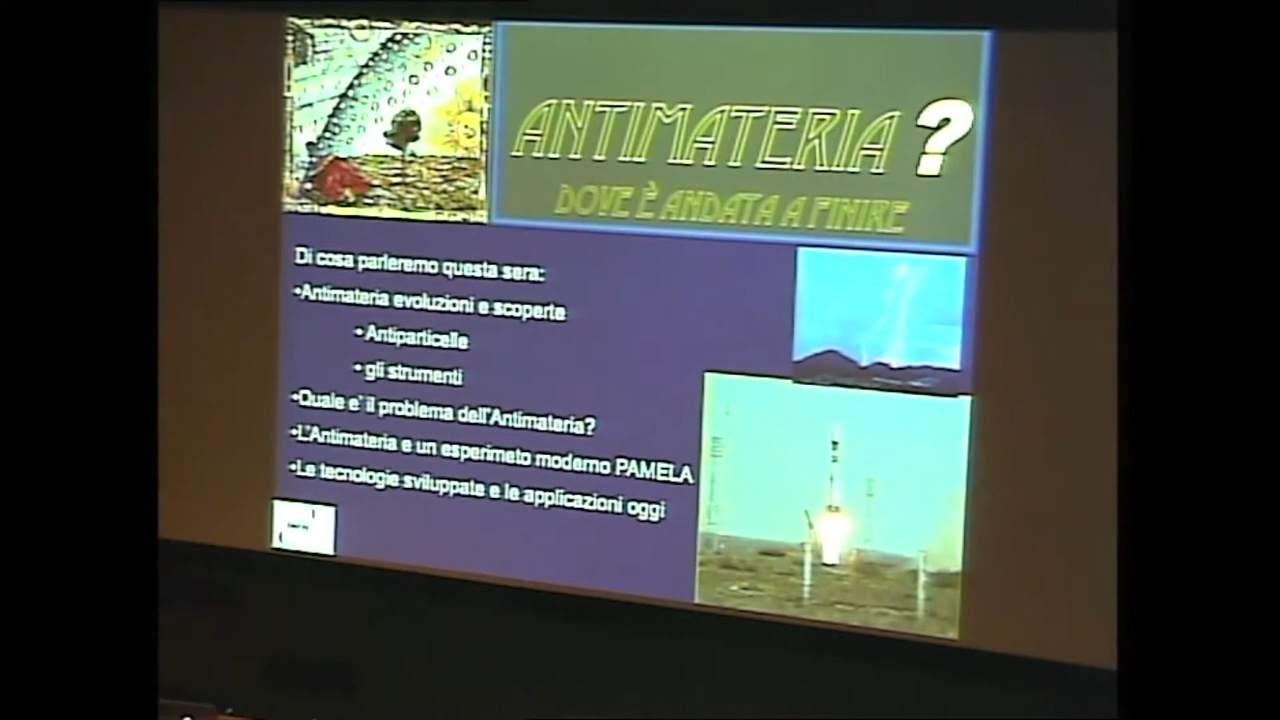 ANTIMATERIA ?
DOVE È ANDATA A FINIRE
Di cosa parleremo questa sera:
•Antimateria evoluzioni e scoperte
• Antiparticelle
• gli strumenti
•Quale e' il problema dell'Antimateria?
•L'Antimateria e un esperimeto moderno PAMELA
•Le tecnologie sviluppate e le applicazioni oggi